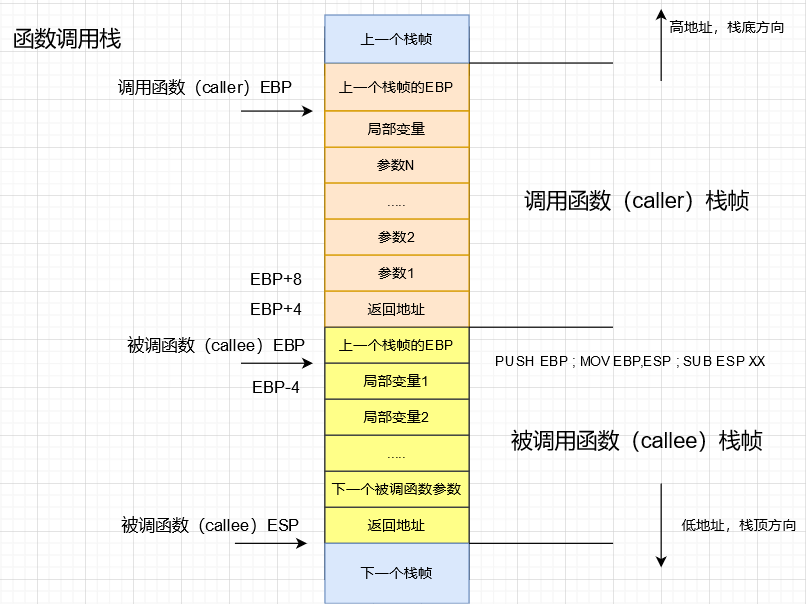 函数调用栈
上一个栈帧
高地址，栈底方向
调用函数（caller）EBP
上一个栈帧的EBP
局部变量
参数N
.....
调用函数（caller）栈帧
参数2
EBP+8
参数1
EBP+4
返回地址
被调函数（callee）EBP
上一个栈帧的EBP
PUSH EBP ; MOV EBP,ESP ; SUB ESP XX
EBP-4
局部变量1
局部变量2
被调用函数（callee）栈帧
.....
下一个被调函数参数
被调函数（callee）ESP
返回地址
低地址，栈顶方向
下一个栈帧